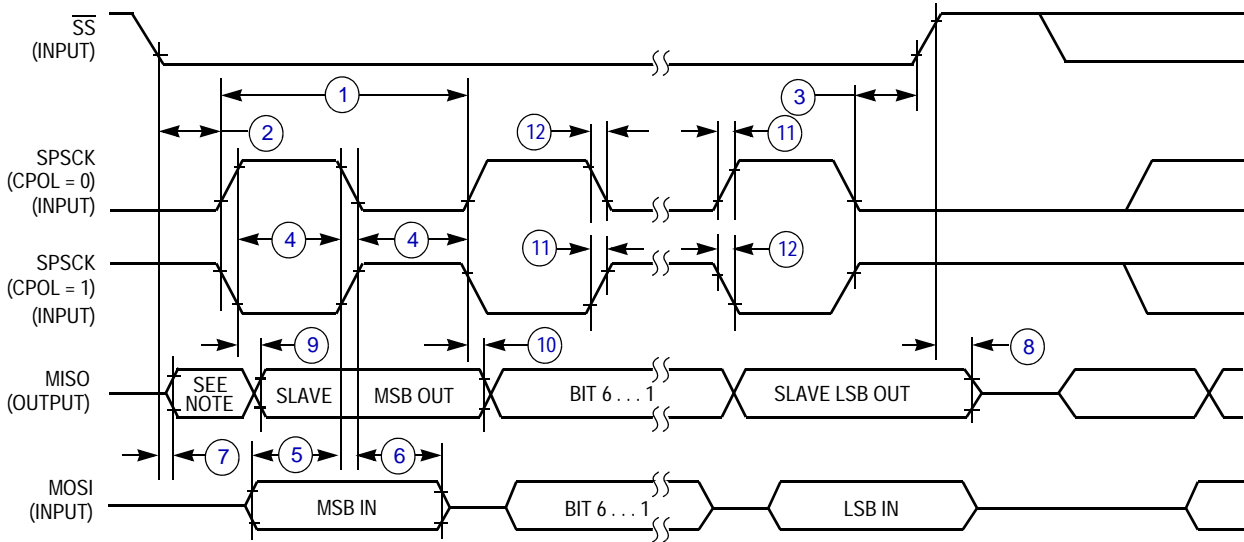 SS
(INPUT)
1
3
2
12
11
SPSCK
(CPOL = 0)
(INPUT)
4
4
11
12
SPSCK
(CPOL = 1)
(INPUT)
9
10
8
MISO
(OUTPUT)
SEE
NOTE
SLAVE
MSB OUT
BIT 6 . . . 1
SLAVE LSB OUT
7
5
6
MOSI
(INPUT)
MSB IN
BIT 6 . . . 1
LSB IN